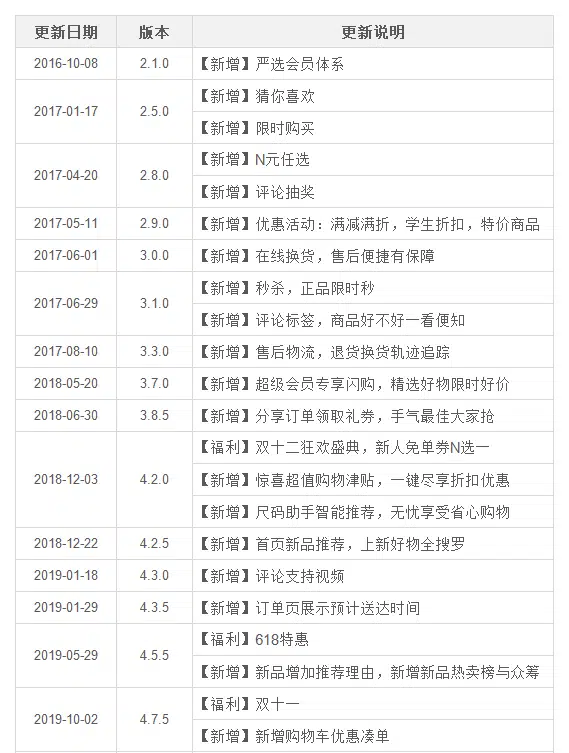 更新日期 版本 更新说明
2016-10-08 2.1.0 【新增】严选会员体系
2017-01-17 2.5.0 【新增】猜你喜欢
【新增】限时购买
2017-04-20 2.8.0 【新增】N元任选
【新增】评论抽奖
2017-05-11 2.9.0 【新增】优惠活动：满减满折，学生折扣，特价商品
2017-06-01 3.0.0 【新增】在线换货，售后便捷有保障
2017-06-29 3.1.0 【新增】秒杀，正品限时秒
【新增】评论标签，商品好不好一看便知
2017-08-10 3.3.0 【新增】售后物流，退货换货轨迹追踪
2018-05-20 3.7.0 【新增】超级会员专享闪购，精选好物限时好价
2018-06-30 3.8.5 【新增】分享订单领取礼券，手气最佳大家抢
2018-12-03 4.2.0 【福利】双十二狂欢盛典，新人免单券N选一
【新增】惊喜超值购物津贴，一键尽享折扣优惠
【新增】尺码助手智能推荐，无忧享受省心购物
2018-12-22 4.2.5 【新增】首页新品推荐，上新好物全搜罗
2019-01-18 4.3.0 【新增】评论支持视频
2019-01-29 4.3.5 【新增】订单页展示预计送达时间
2019-05-29 4.5.5 【福利】618特惠
【新增】新品增加推荐理由，新增新品热卖榜与众筹
2019-10-02 4.7.5 【福利】双十一
【新增】新增购物车优惠凑单